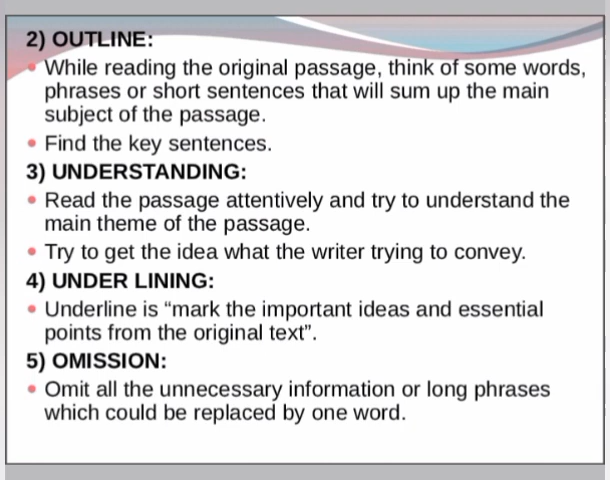 2) OUTLINE:
• While reading the original passage, think of some words,
phrases or short sentences that will sum up the main
subject of the passage.
• Find the key sentences.
3) UNDERSTANDING:
• Read the passage attentively and try to understand the
main theme of the passage.
• Try to get the idea what the writer trying to convey.
4) UNDER LINING:
• Underline is “mark the important ideas and essential
points from the original text”.
5) OMISSION:
• Omit all the unnecessary information or long phrases
which could be replaced by one word.